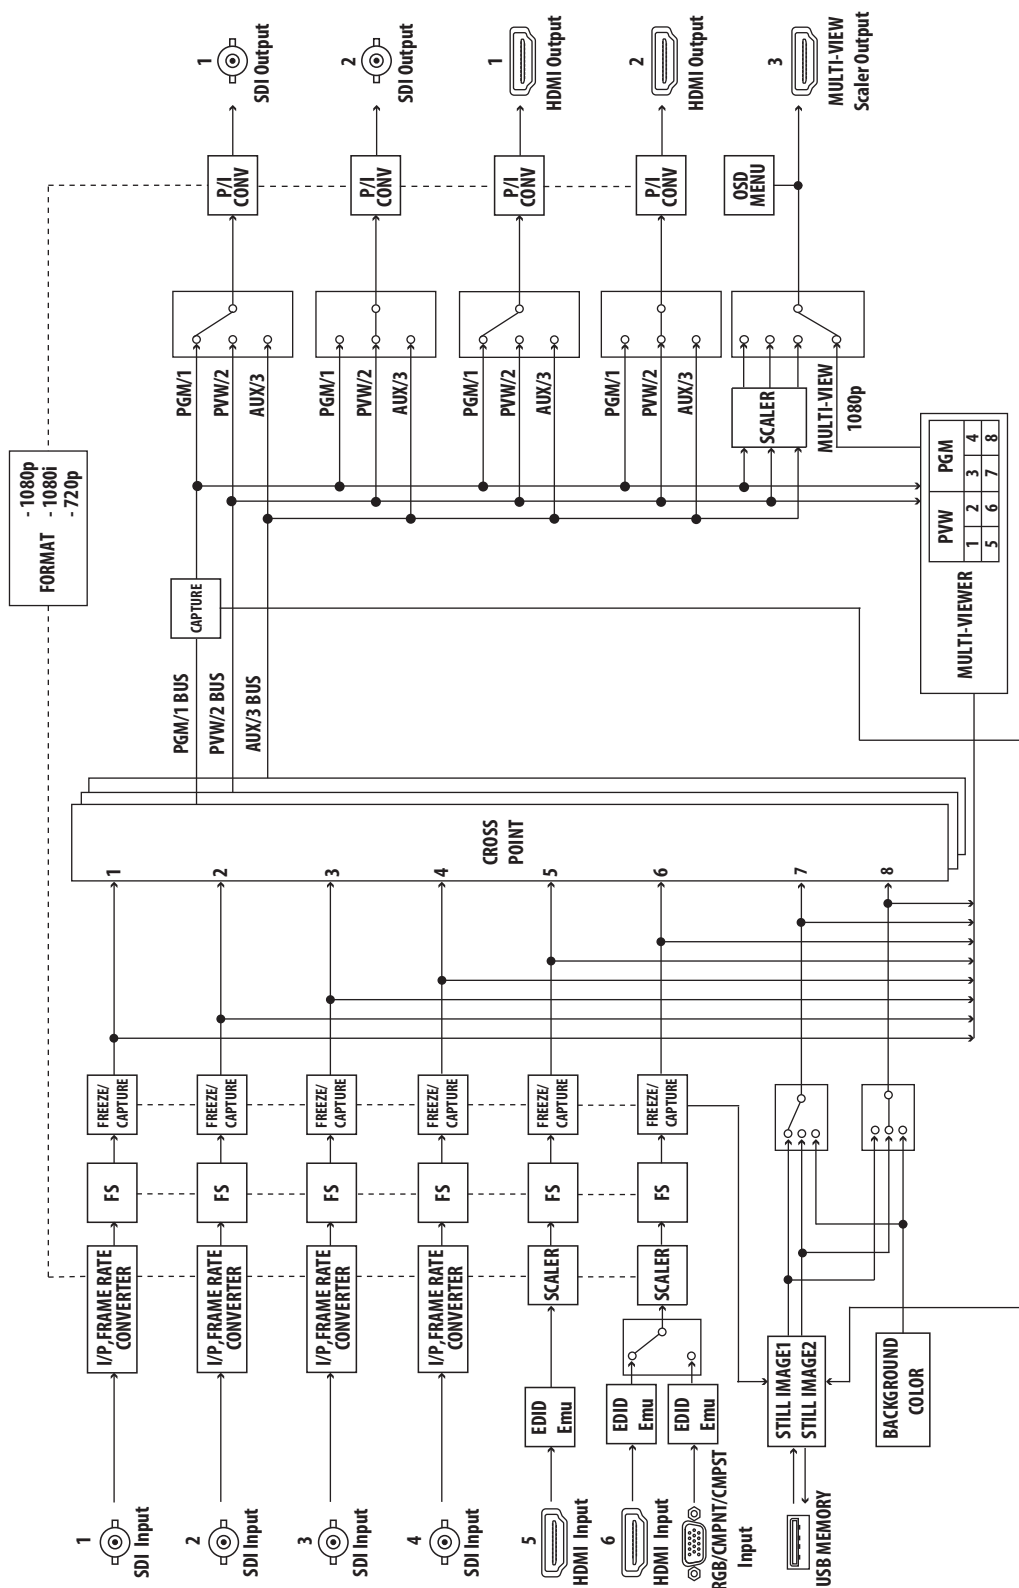 1
SDI Input
2
SDI Input
3
SDI Input
4
SDI Input
5
HDMI Input
6
HDMI Input
RGB/CMPNT/CMPST
Input
USB MEMORY
EDID
Emu
EDID
Emu
EDID
Emu
I/P,FRAME RATE
CONVERTER
I/P,FRAME RATE
CONVERTER
I/P,FRAME RATE
CONVERTER
I/P,FRAME RATE
CONVERTER
SCALER
SCALER
STILL IMAGE1
STILL IMAGE2
BACKGROUND
COLOR
FS
FS
FS
FS
FS
FS
FREEZE/
CAPTURE
FREEZE/
CAPTURE
FREEZE/
CAPTURE
FREEZE/
CAPTURE
FREEZE/
CAPTURE
FREEZE/
CAPTURE
1
2
3
4
5
6
7
8
CROSS
POINT
PGM/1 BUS
PVW/2 BUS
AUX/3 BUS
CAPTURE
FORMAT
- 1080p
- 1080i
- 720p
MULTI-VIEWER
PVW
PGM
1 2 3 4
5 6 7 8
PGM/1
PVW/2
AUX/3
PGM/1
PVW/2
AUX/3
PGM/1
PVW/2
AUX/3
PGM/1
PVW/2
AUX/3
SCALER
MULTI-VIEW
1080p
P/I
CONV
P/I
CONV
P/I
CONV
P/I
CONV
OSD
MENU
1
SDI Output
2
SDI Output
1
HDMI Output
2
HDMI Output
3
MULTI-VIEW
Scaler Output